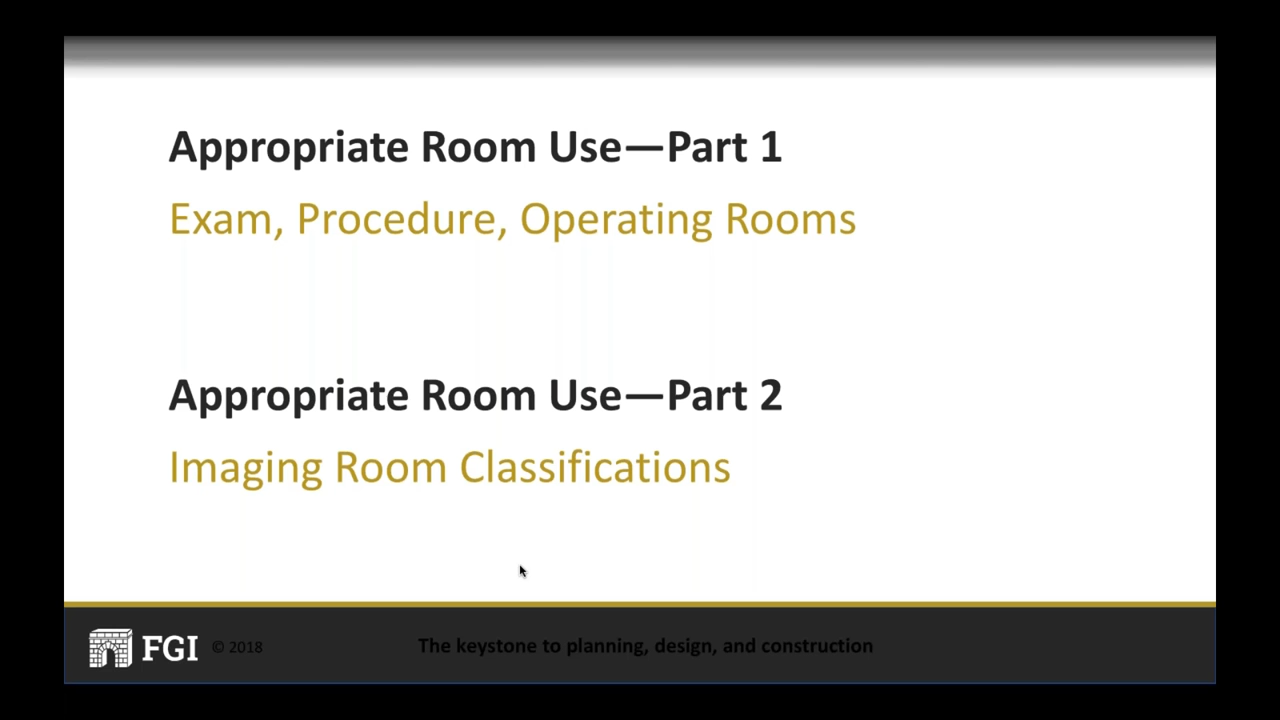 Appropriate Room Use—Part 1
Exam, Procedure, Operating Rooms
Appropriate Room Use—Part 2
Imaging Room Classifications
FGI © 2018 The keystone to planning, design, and construction